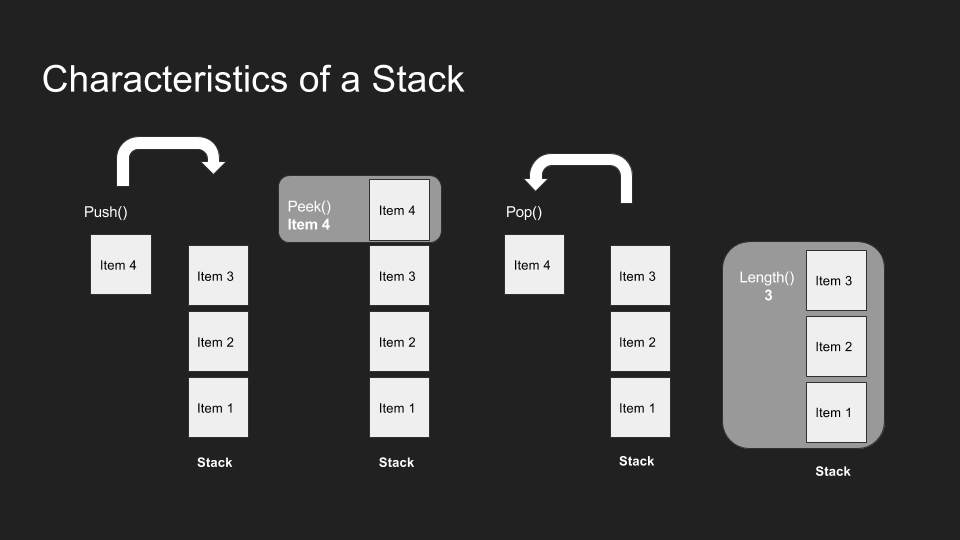 Characteristics of a Stack
Push()
Item 4
Item 3
Item 2
Item 1
Stack
Peek()
Item 4
Item 4
Item 3
Item 2
Item 1
Stack
Pop()
Item 4
Item 3
Item 2
Item 1
Stack
Length()
3
Item 3
Item 2
Item 1
Stack